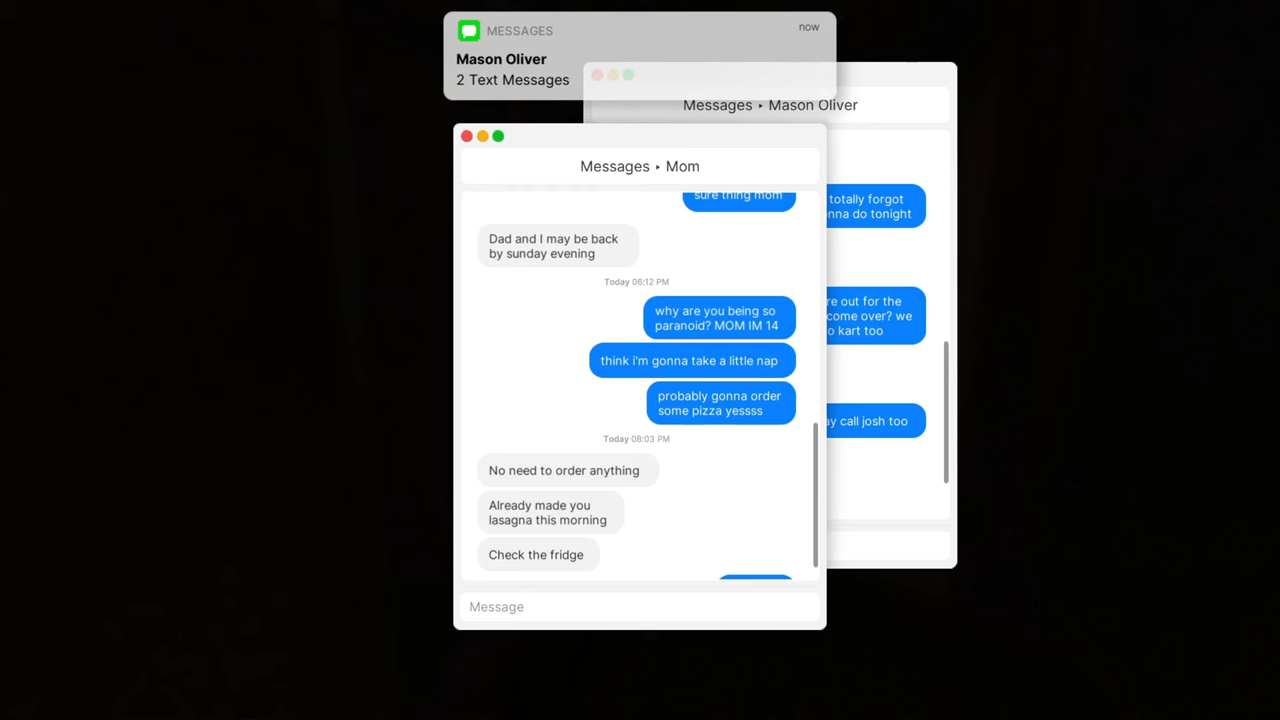 MESSAGES
now
Mason Oliver
2 Text Messages
Messages ▸ Mason Oliver
totally forgot
nna do tonight
re out for the
come over? we
o kart too
ay call josh too
Messages ▸ Mom
sure thing mom
Dad and I may be back
by sunday evening
Today 06:12 PM
why are you being so
paranoid? MOM IM 14
think i'm gonna take a little nap
probably gonna order
some pizza yessss
Today 08:03 PM
No need to order anything
Already made you
lasagna this morning
Check the fridge
Message